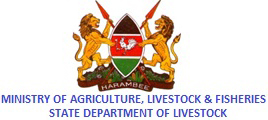 HARAMBEE
MINISTRY OF AGRICULTURE, LIVESTOCK & FISHERIES
STATE DEPARTMENT OF LIVESTOCK